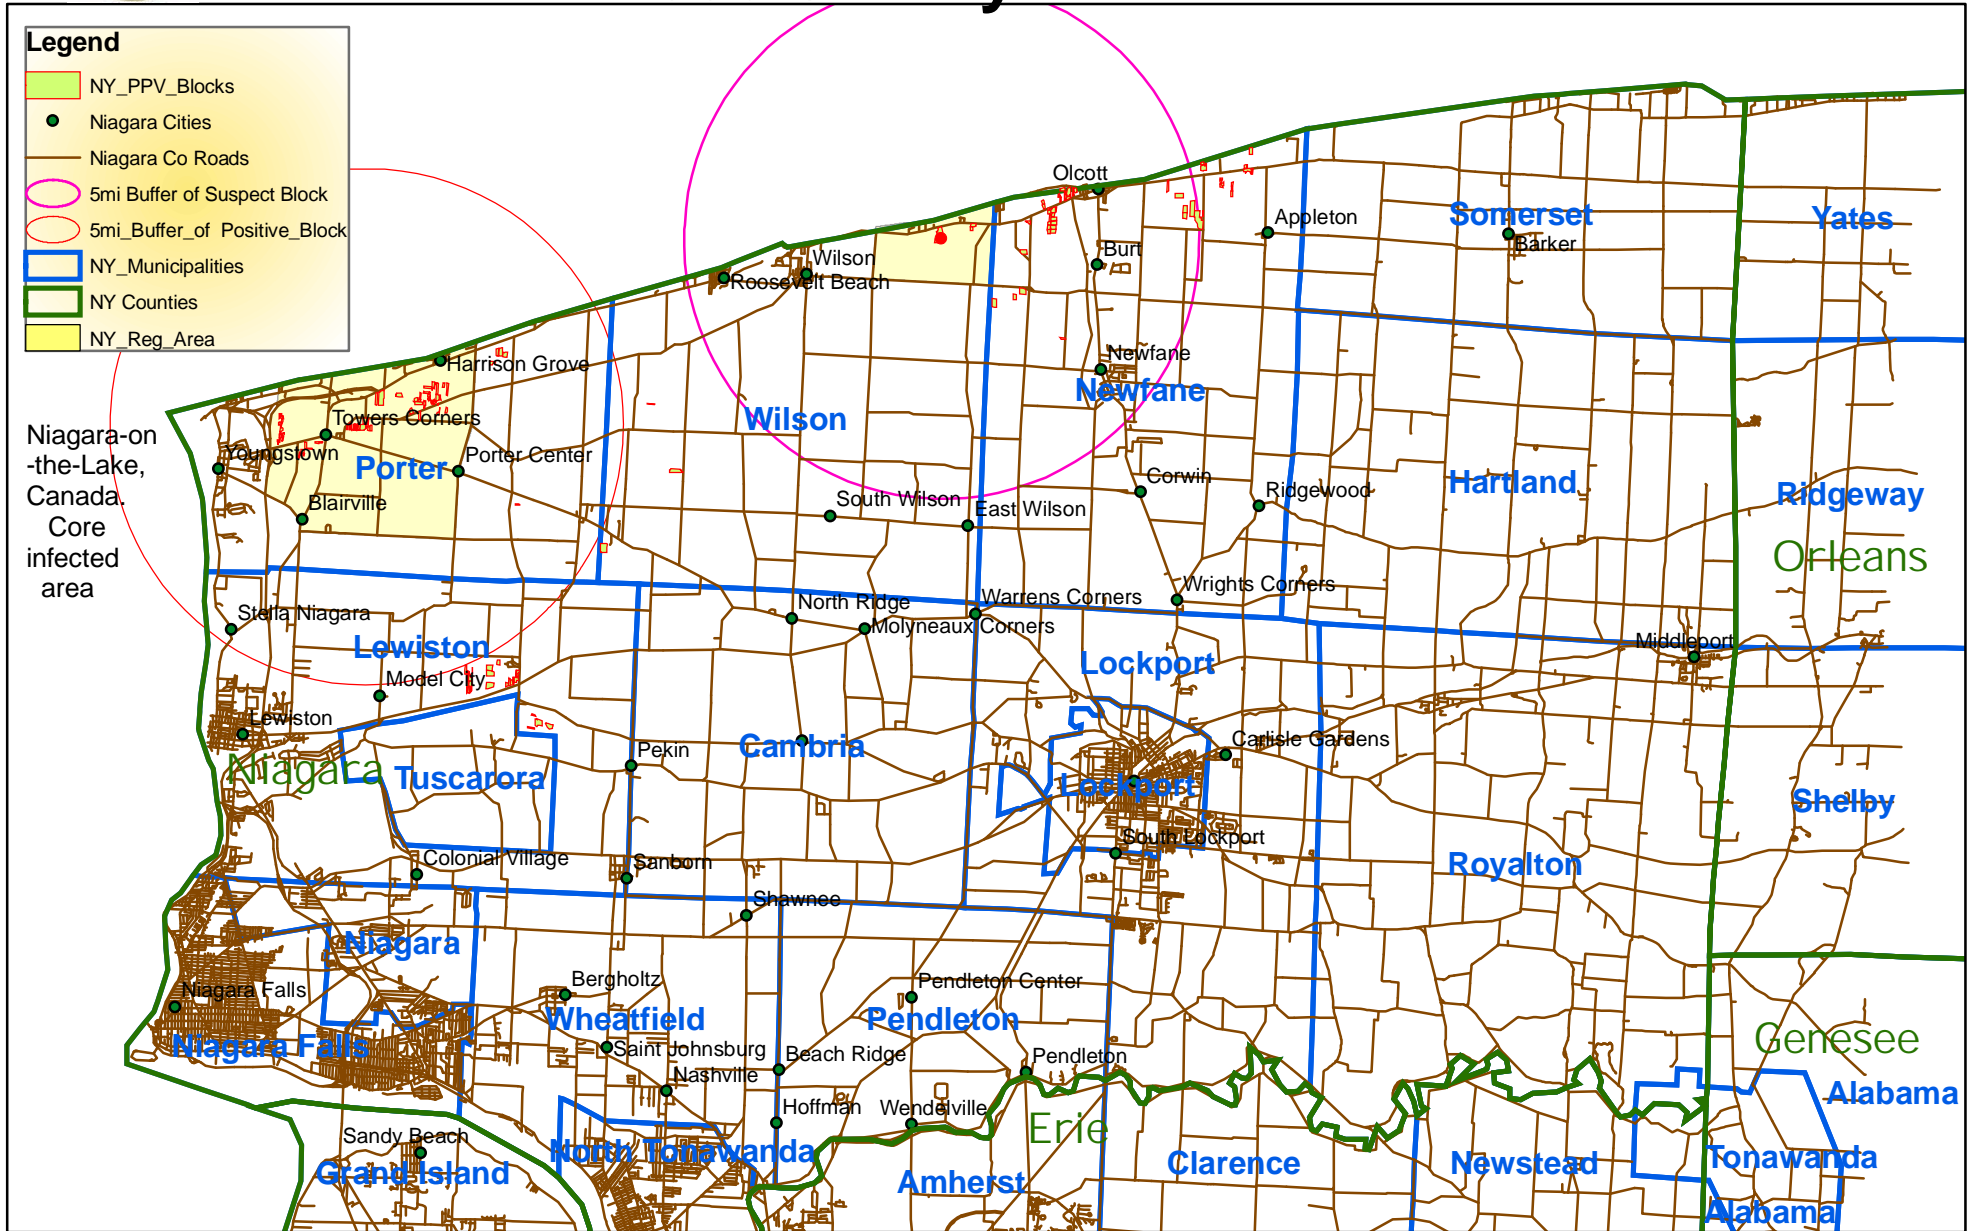 y
Legend
NY_PPV_Blocks
Niagara Cities
Niagara Co Roads
5mi Buffer of Suspect Block
5mi_Buffer_of Positive_Block
NY_Municipalities
NY Counties
NY_Reg_Area
Olcott
Appleton
Somerset
Barker
Yates
Burt
Wilson
Roosevelt Beach
Harrison Grove
Newfane
Newfane
Wilson
Towers Corners
Niagara-on
-the-Lake,
Canada.
Core
infected
area
Youngstown
Porter
Porter Center
Corwin
Ridgewood
Hartland
Ridgeway
Blairville
South Wilson
East Wilson
Orleans
Stella Niagara
North Ridge
Warrens Corners
Wrights Corners
Molyneaux Corners
Middleport
Lewiston
Lockport
Model City
Lewiston
Niagara
Tuscarora
Pekin
Cambria
Carlisle Gardens
Lockport
Shelby
South Lockport
Colonial Village
Sanborn
Royalton
Shawnee
Niagara
Niagara Falls
Bergholtz
Pendleton Center
Wheatfield
Pendleton
Niagara Falls
Saint Johnsburg
Beach Ridge
Pendleton
Genesee
Nashville
Alabama
Hoffman
Wendelville
Erie
Sandy Beach
Grand Island
North Tonawanda
Amherst
Clarence
Newstead
Tonawanda
Alabama